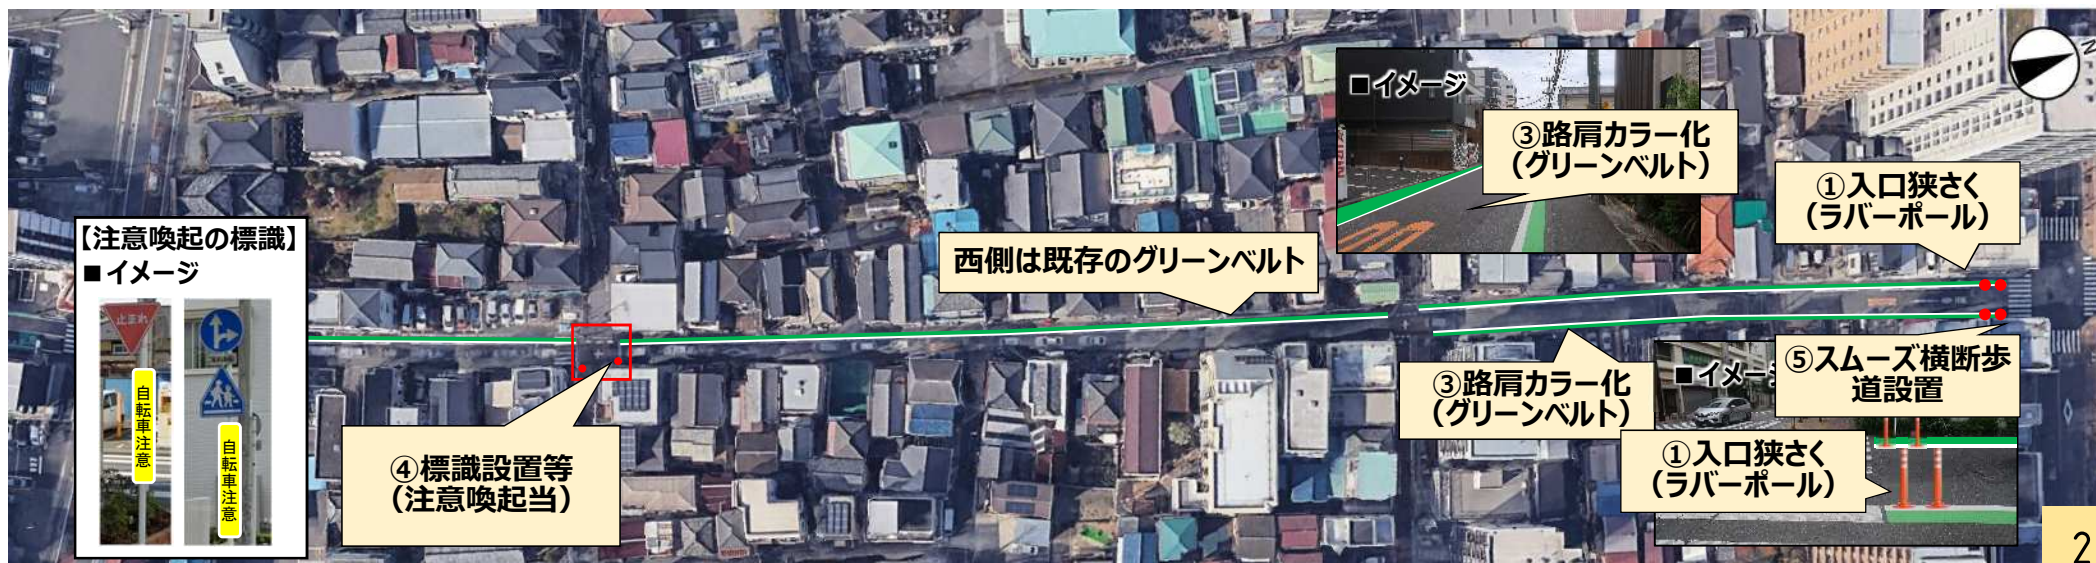 【注意喚起の標識】
■イメージ
止まれ
自転車注意
自転車注意
④標識設置等
（注意喚起当）
西側は既存のグリーンベルト
■イメージ
③路肩カラー化
（グリーンベルト）
①入口狭さく
（ラバーポール）
③路肩カラー化
（グリーンベルト）
■イメージ
⑤スムーズ横断歩
道設置
①入口狭さく
（ラバーポール）
N
2